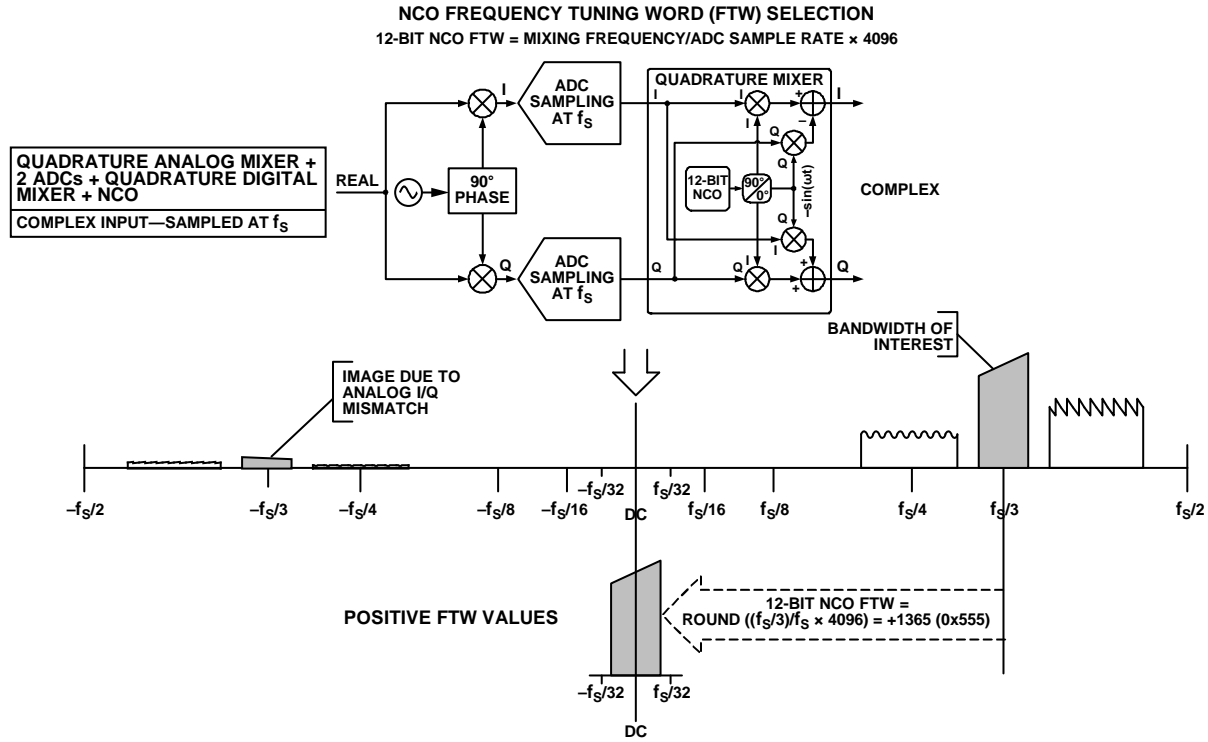 NCO FREQUENCY TUNING WORD (FTW) SELECTION
12-BIT NCO FTW = MIXING FREQUENCY/ADC SAMPLE RATE × 4096
QUADRATURE ANALOG MIXER +
2 ADCs + QUADRATURE DIGITAL
MIXER + NCO
COMPLEX INPUT—SAMPLED AT fS
REAL
90°
PHASE
I
Q
ADC
SAMPLING
AT fS
ADC
SAMPLING
AT fS
QUADRATURE MIXER
I
I
I
+
–
I
Q
Q
12-BIT
NCO
90°
0°
–sin(ωt)
Q
I
+
Q
I
Q
+
Q
COMPLEX
BANDWIDTH OF
INTEREST
IMAGE DUE TO
ANALOG I/Q
MISMATCH
–fS/2
–fS/3
–fS/4
–fS/8
–fS/16
–fS/32
DC
fS/32
fS/16
fS/8
fS/4
fS/3
fS/2
POSITIVE FTW VALUES
12-BIT NCO FTW =
ROUND ((fS/3)/fS × 4096) = +1365 (0x555)
–fS/32
fS/32
DC